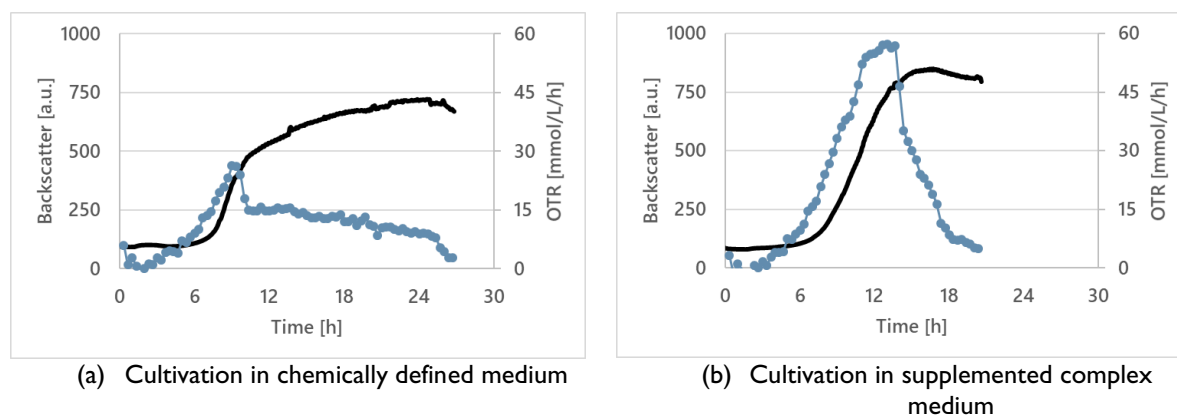 1000
750
500
250
0
Backscatter [a.u.]
60
45
30
15
0
OTR [mmol/L/h]
0 6 12 18 24 30
Time [h]
(a) Cultivation in chemically defined medium
1000
750
500
250
0
Backscatter [a.u.]
60
45
30
15
0
OTR [mmol/L/h]
0 6 12 18 24 30
Time [h]
(b) Cultivation in supplemented complex
medium